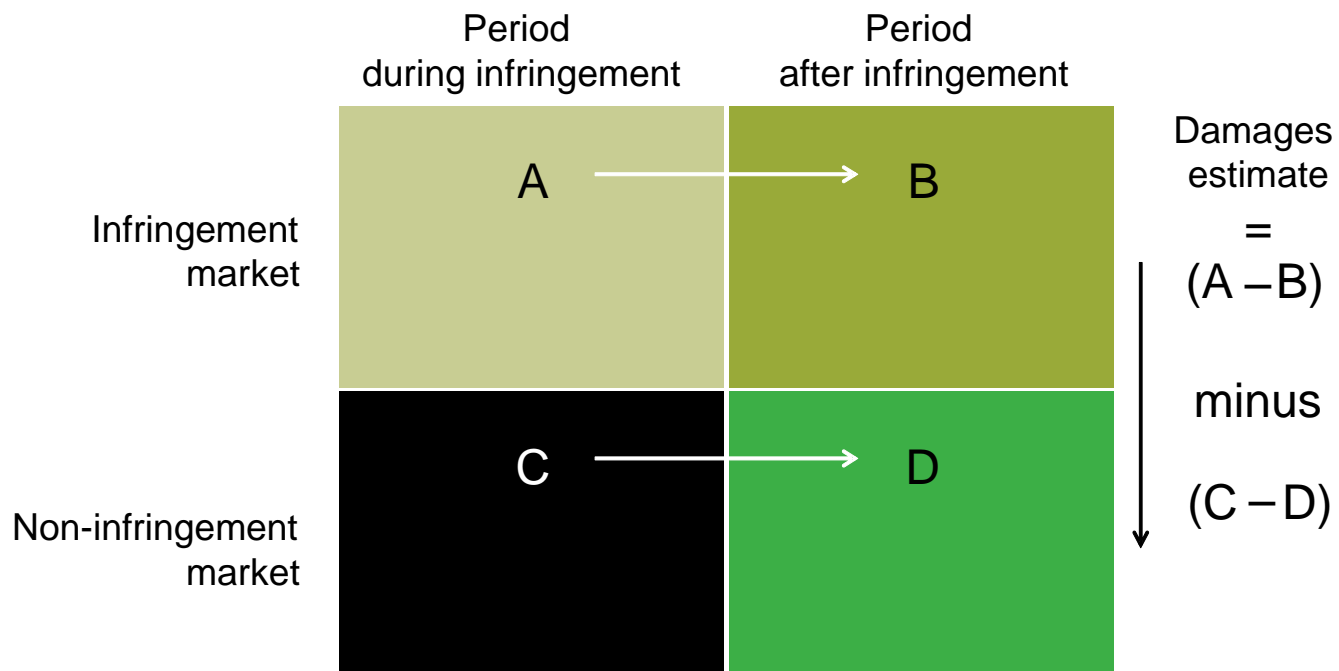 Period
during infringement
Period
after infringement
Damages
estimate
=
(A – B)
minus
(C – D)
Infringement
market
A
B
Non-infringement
market
C
D